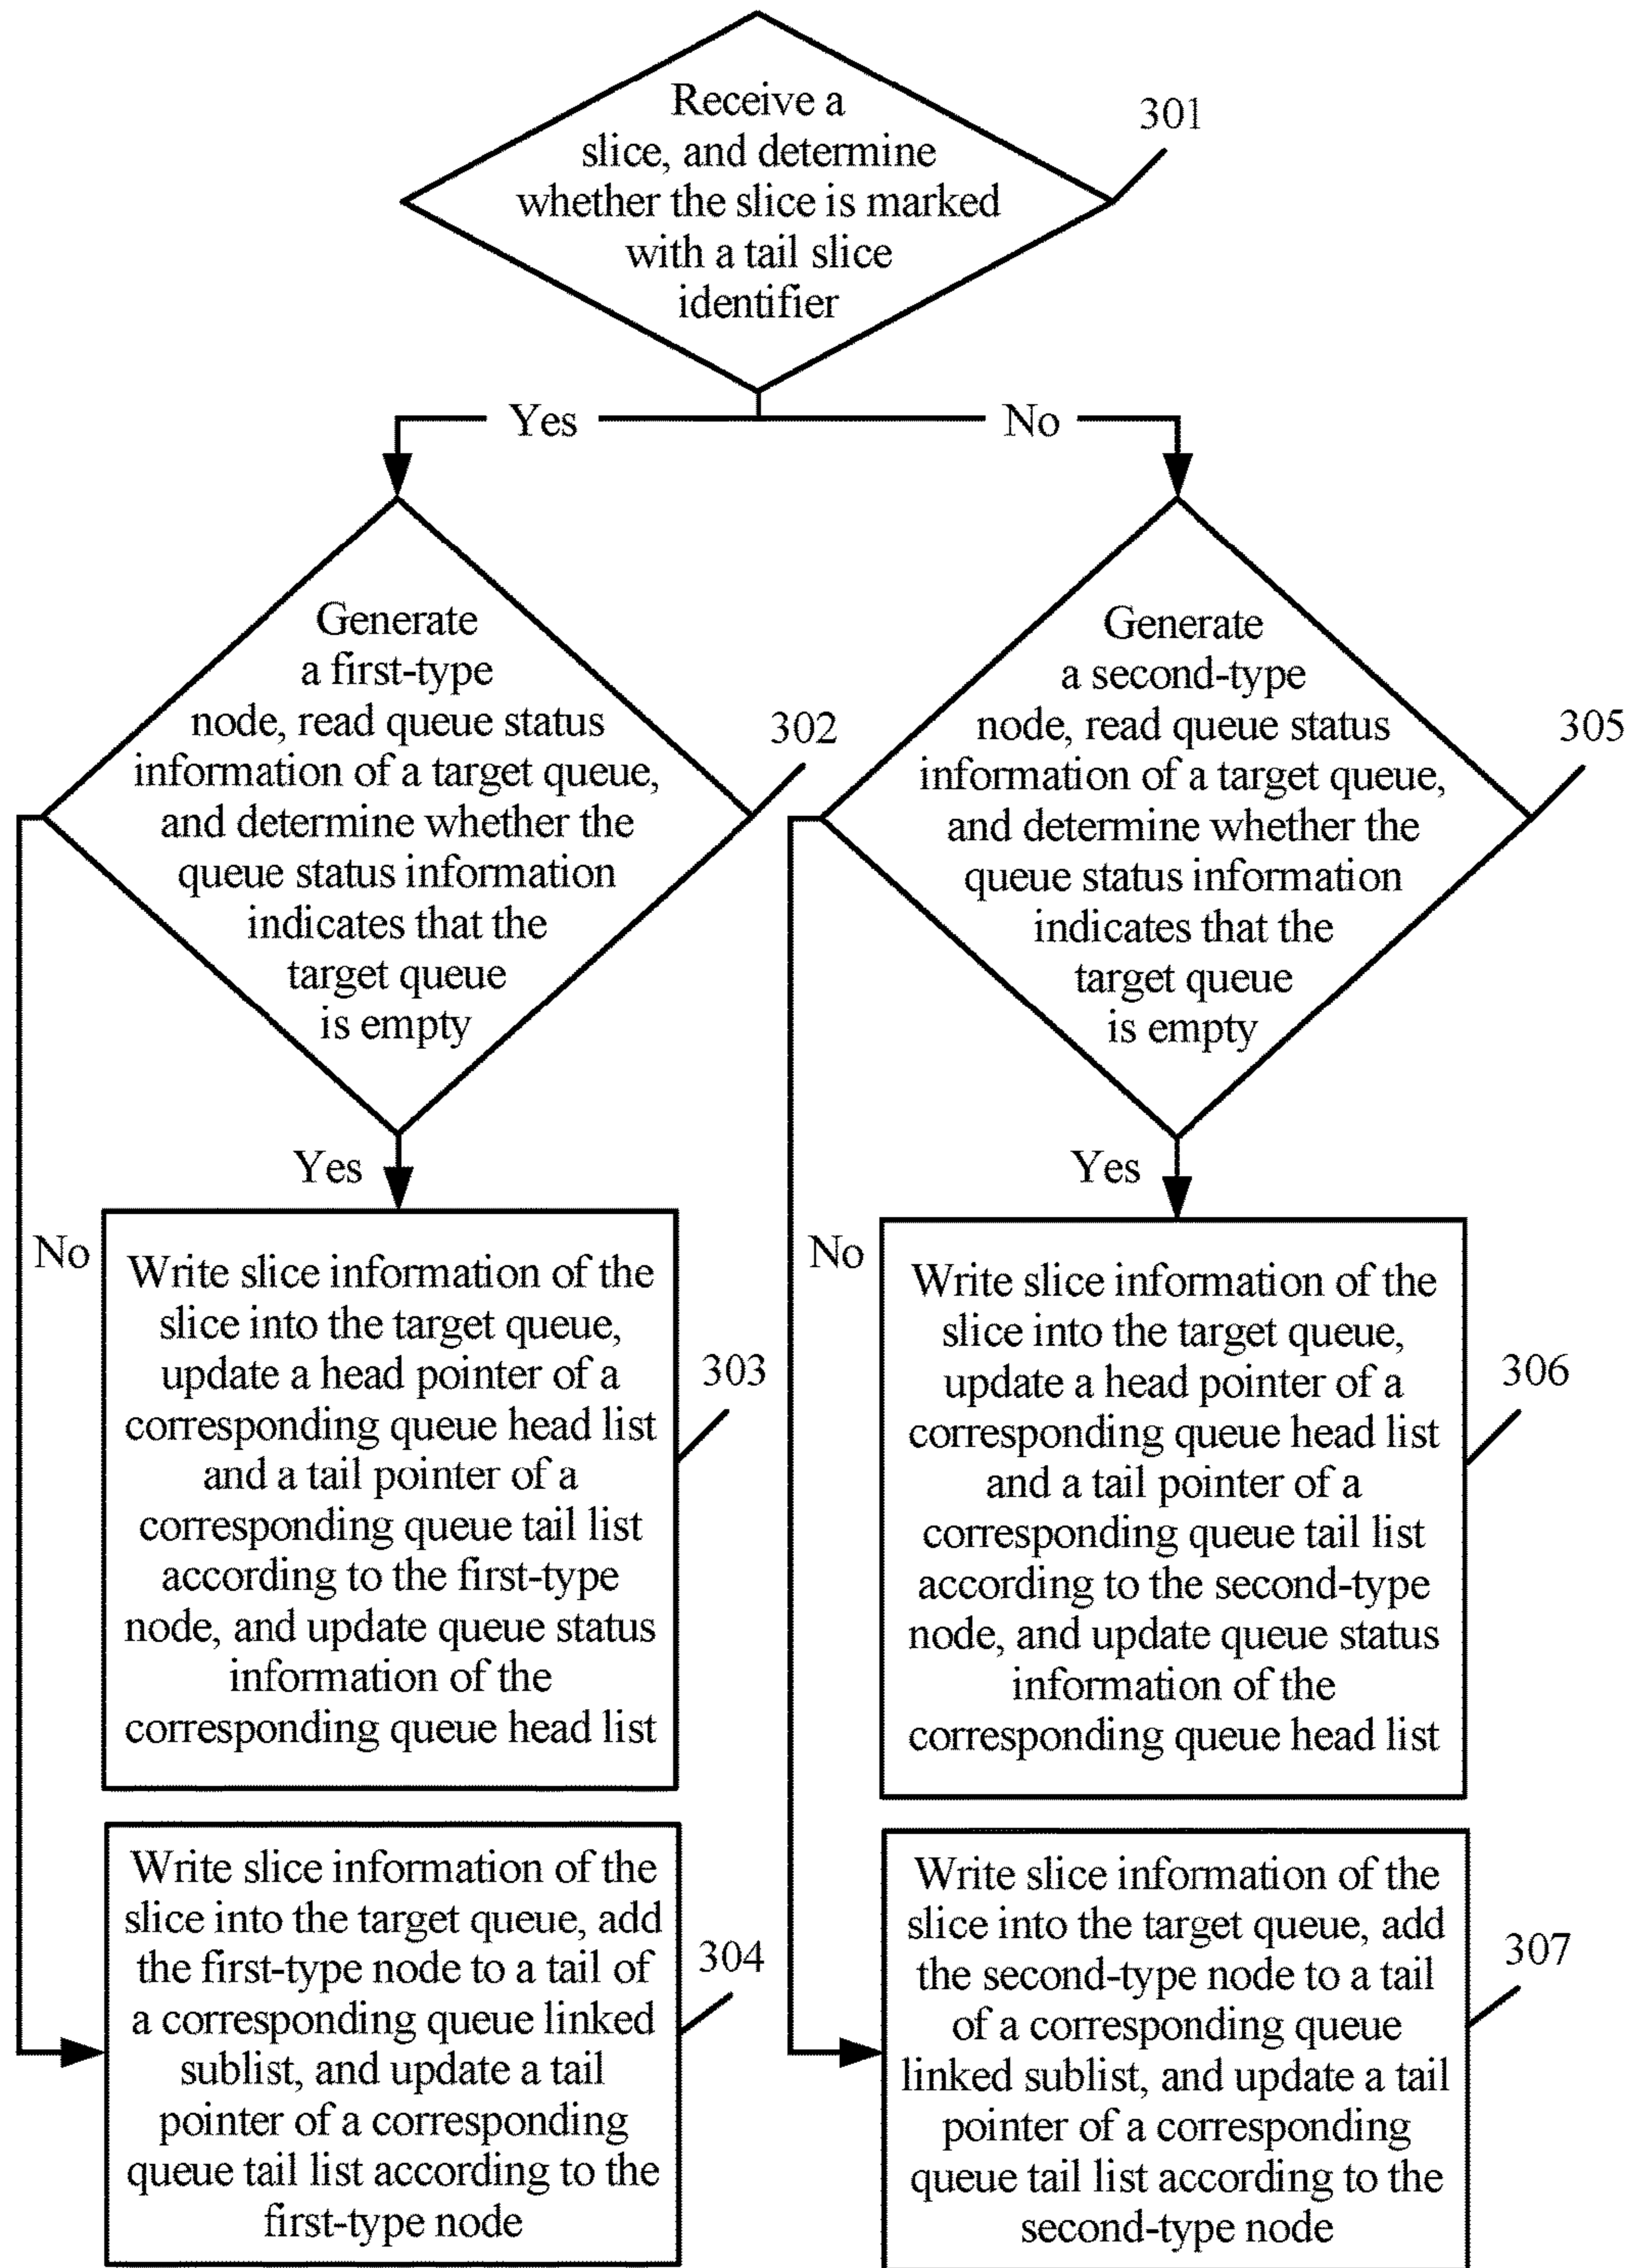 Receive a
slice, and determine
whether the slice is marked
with a tail slice
identifier
301
Yes
No
Generate
a first-type
node, read queue status
information of a target queue,
and determine whether the
queue status information
indicates that the
target queue
is empty
302
Generate
a second-type
node, read queue status
information of a target queue,
and determine whether the
queue status information
indicates that the
target queue
is empty
305
Yes
No
Write slice information of the
slice into the target queue,
update a head pointer of a
corresponding queue head list
and a tail pointer of a
corresponding queue tail list
according to the first-type
node, and update queue status
information of the
corresponding queue head list
303
Yes
No
Write slice information of the
slice into the target queue,
update a head pointer of a
corresponding queue head list
and a tail pointer of a
corresponding queue tail list
according to the second-type
node, and update queue status
information of the
corresponding queue head list
306
Write slice information of the
slice into the target queue, add
the first-type node to a tail of
a corresponding queue linked
sublist, and update a tail
pointer of a corresponding
queue tail list according to the
first-type node
304
Write slice information of the
slice into the target queue, add
the second-type node to a tail
of a corresponding queue
linked sublist, and update a tail
pointer of a corresponding
queue tail list according to the
second-type node
307